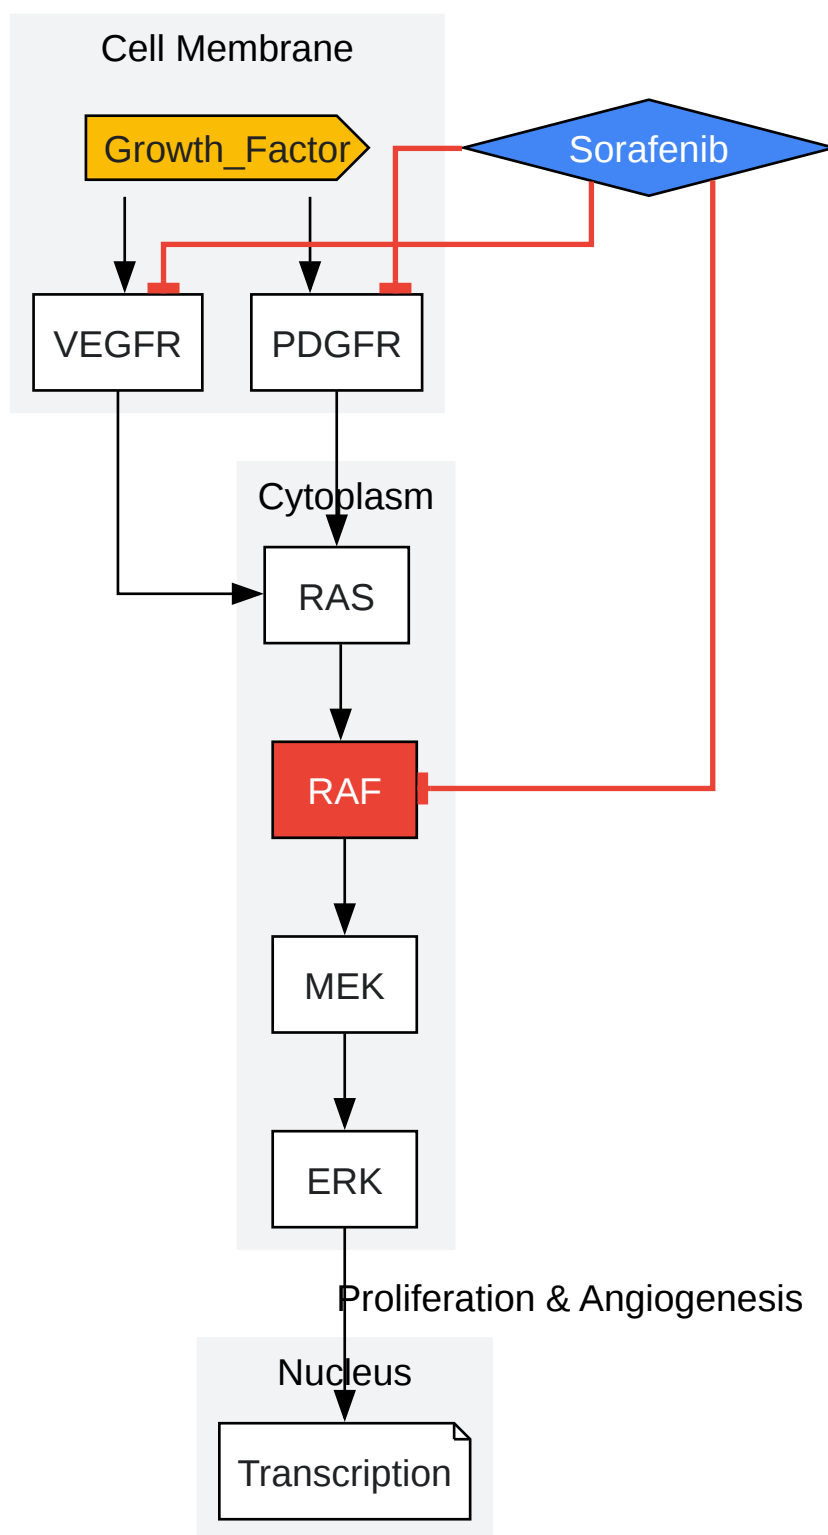 Cell Membrane
Growth_Factor
Sorafenib
VEGFR
PDGFR
Cytoplasm
RAS
RAF
MEK
ERK
Proliferation & Angiogenesis
Nucleus
Transcription